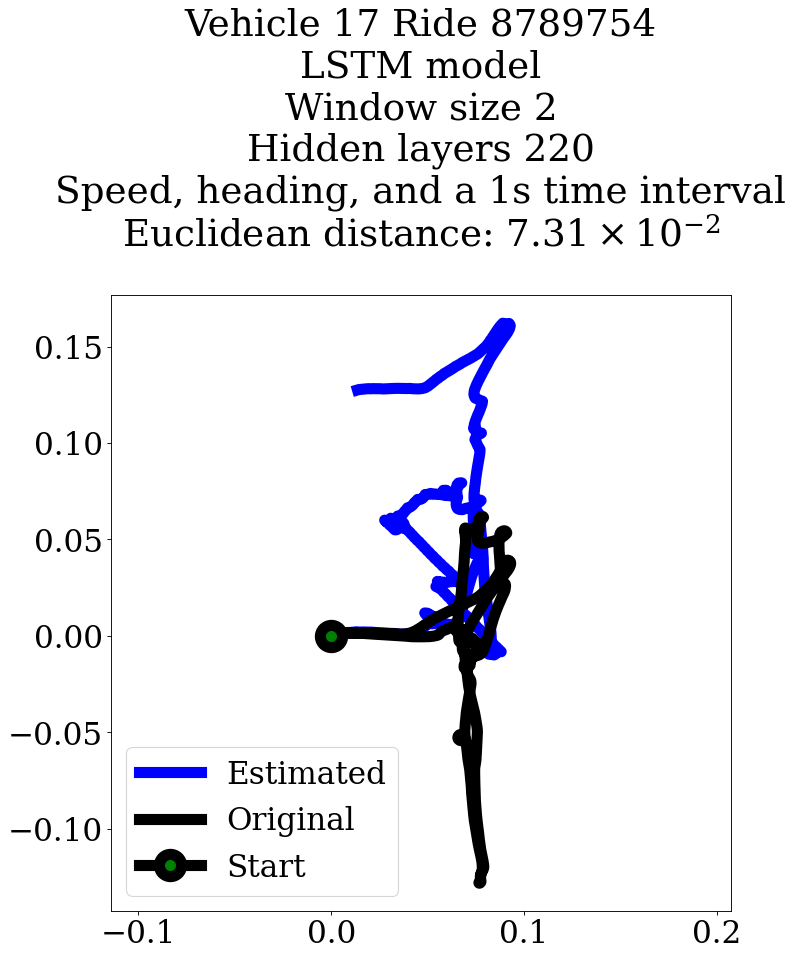 Vehicle 17 Ride 8789754
LSTM model
Window size 2
Hidden layers 220
Speed, heading, and a 1s time interval
Euclidean distance: 7.31 × 10⁻²
0.15
0.10
0.05
0.00
−0.05
−0.10
Estimated
Original
Start
−0.1 0.0 0.1 0.2